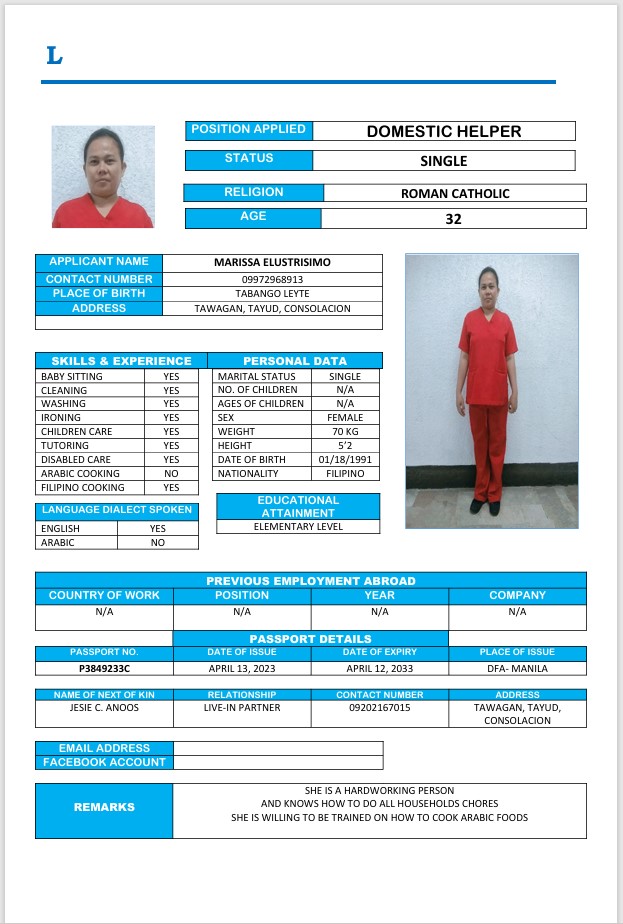 L
POSITION APPLIED DOMESTIC HELPER
STATUS SINGLE
RELIGION ROMAN CATHOLIC
AGE 32
APPLICANT NAME MARISSA ELUSTRISIMO
CONTACT NUMBER 09972968913
PLACE OF BIRTH TABANGO LEYTE
ADDRESS TAWAGAN, TAYUD, CONSOLACION
SKILLS & EXPERIENCE PERSONAL DATA
BABY SITTING YES MARITAL STATUS SINGLE
CLEANING YES NO. OF CHILDREN N/A
WASHING YES AGES OF CHILDREN N/A
IRONING YES SEX FEMALE
CHILDREN CARE YES WEIGHT 70 KG
TUTORING YES HEIGHT 5’2
DISABLED CARE YES DATE OF BIRTH 01/18/1991
ARABIC COOKING NO NATIONALITY FILIPINO
FILIPINO COOKING YES
LANGUAGE DIALECT SPOKEN
ENGLISH YES
ARABIC NO
EDUCATIONAL
ATTAINMENT
ELEMENTARY LEVEL
PREVIOUS EMPLOYMENT ABROAD
COUNTRY OF WORK POSITION YEAR COMPANY
N/A N/A N/A N/A
PASSPORT DETAILS
PASSPORT NO. DATE OF ISSUE DATE OF EXPIRY PLACE OF ISSUE
P3849233C APRIL 13, 2023 APRIL 12, 2033 DFA- MANILA
NAME OF NEXT OF KIN RELATIONSHIP CONTACT NUMBER ADDRESS
JESIE C. ANOOS LIVE-IN PARTNER 09202167015 TAWAGAN, TAYUD,
CONSOLACION
EMAIL ADDRESS
FACEBOOK ACCOUNT
REMARKS
SHE IS A HARDWORKING PERSON
AND KNOWS HOW TO DO ALL HOUSEHOLDS CHORES
SHE IS WILLING TO BE TRAINED ON HOW TO COOK ARABIC FOODS